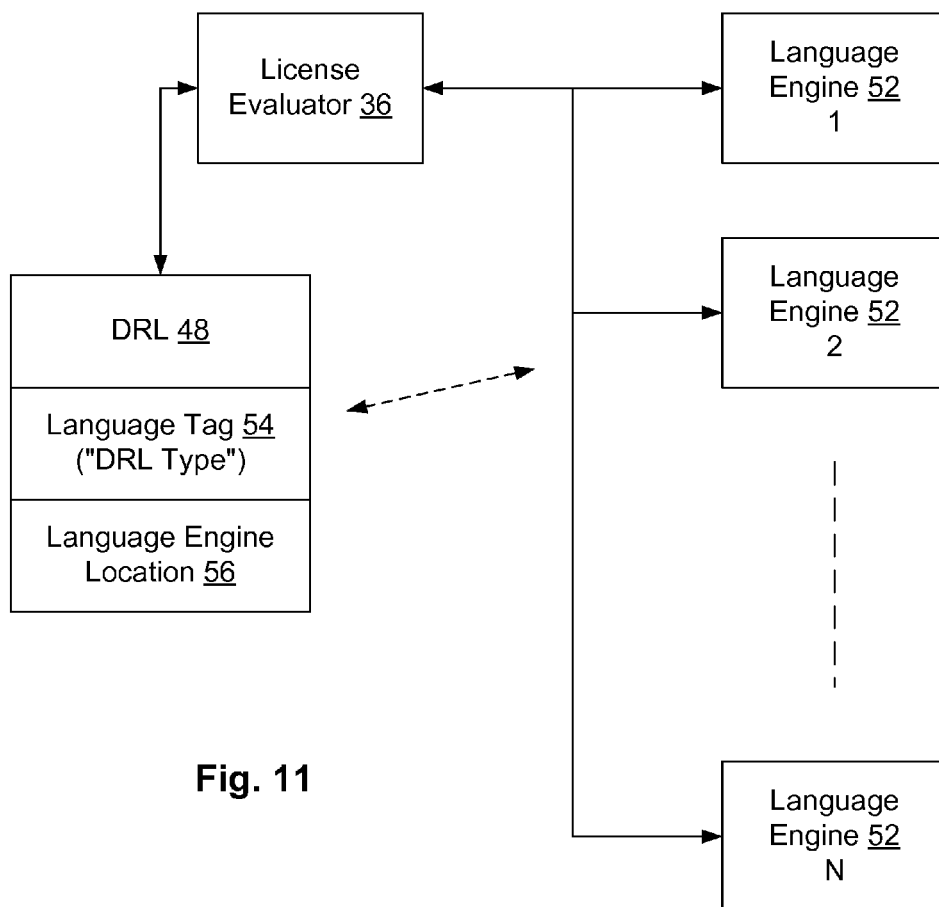 License
Evaluator 36
Language
Engine 52
1
Language
Engine 52
2
DRL 48
Language Tag 54
("DRL Type")
Language Engine
Location 56
Fig. 11
Language
Engine 52
N